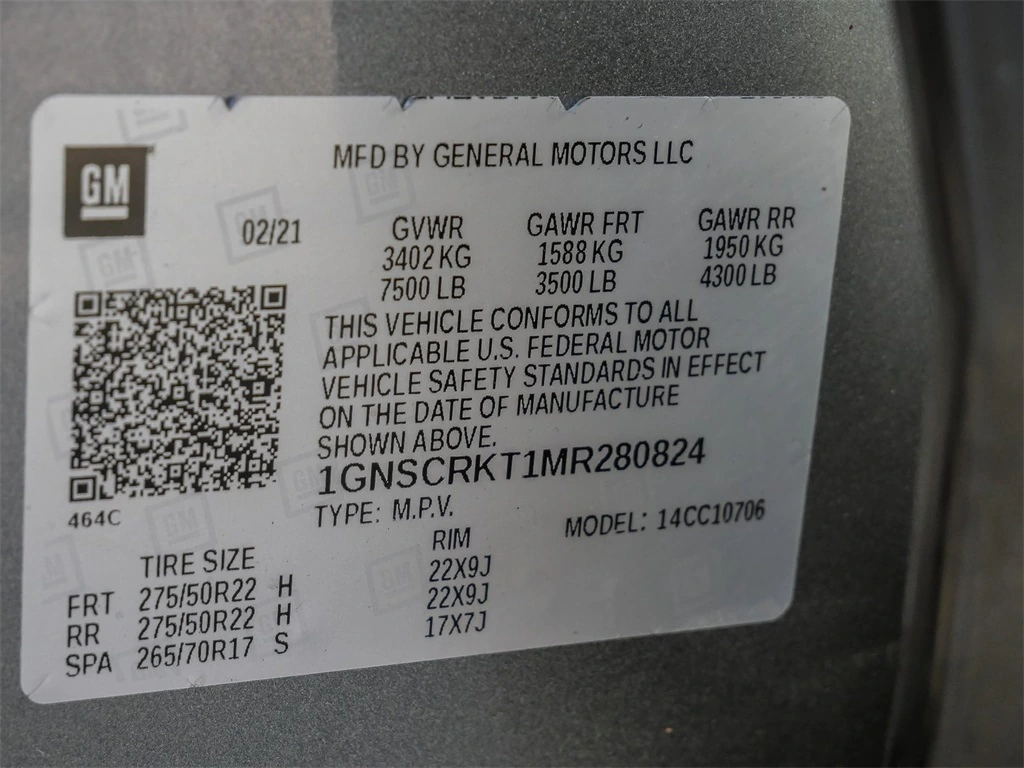 GM
MFD BY GENERAL MOTORS LLC
02/21 GVWR GAWR FRT GAWR RR
3402 KG 1588 KG 1950 KG
7500 LB 3500 LB 4300 LB
THIS VEHICLE CONFORMS TO ALL
APPLICABLE U.S. FEDERAL MOTOR
VEHICLE SAFETY STANDARDS IN EFFECT
ON THE DATE OF MANUFACTURE
SHOWN ABOVE.
1GNSCRKT1MR280824
464C
TYPE: M.P.V. MODEL: 14CC10706
TIRE SIZE RIM
FRT 275/50R22 H 22X9J
RR 275/50R22 H 22X9J
SPA 265/70R17 S 17X7J